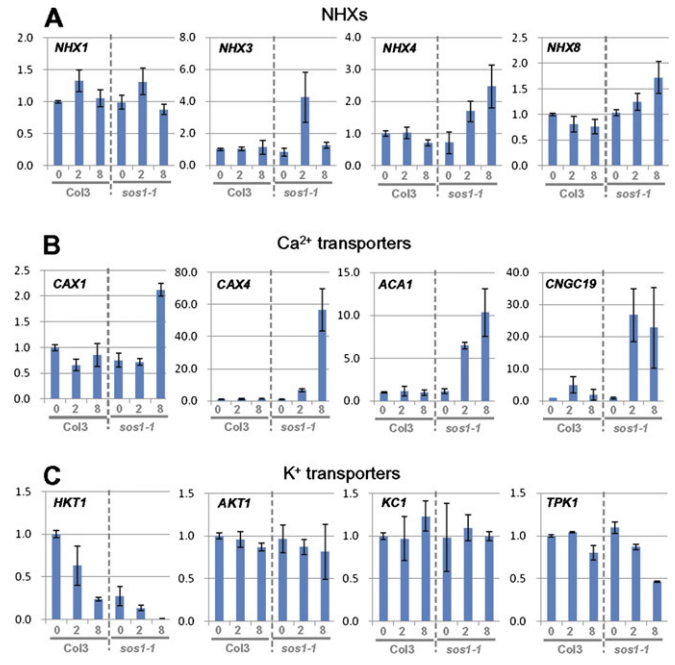 A
NHXs
NHX1
NHX3
NHX4
NHX8
2.0
1.5
1.0
0.5
0.0
8.0
6.0
4.0
2.0
0.0
4.0
3.0
2.0
1.0
0.0
2.5
2.0
1.5
1.0
0.5
0.0
0 2 8 0 2 8
0 2 8 0 2 8
0 2 8 0 2 8
0 2 8 0 2 8
Col3 sos1-1
Col3 sos1-1
Col3 sos1-1
Col3 sos1-1
B
Ca²⁺ transporters
CAX1
CAX4
ACA1
CNGC19
2.5
2.0
1.5
1.0
0.5
0.0
80.0
60.0
40.0
20.0
0.0
15.0
10.0
5.0
0.0
40.0
30.0
20.0
10.0
0.0
0 2 8 0 2 8
0 2 8 0 2 8
0 2 8 0 2 8
0 2 8 0 2 8
Col3 sos1-1
Col3 sos1-1
Col3 sos1-1
Col3 sos1-1
C
K⁺ transporters
HKT1
AKT1
KC1
TPK1
1.5
1.0
0.5
0.0
1.5
1.0
0.5
0.0
1.5
1.0
0.5
0.0
1.5
1.0
0.5
0.0
0 2 8 0 2 8
0 2 8 0 2 8
0 2 8 0 2 8
0 2 8 0 2 8
Col3 sos1-1
Col3 sos1-1
Col3 sos1-1
Col3 sos1-1